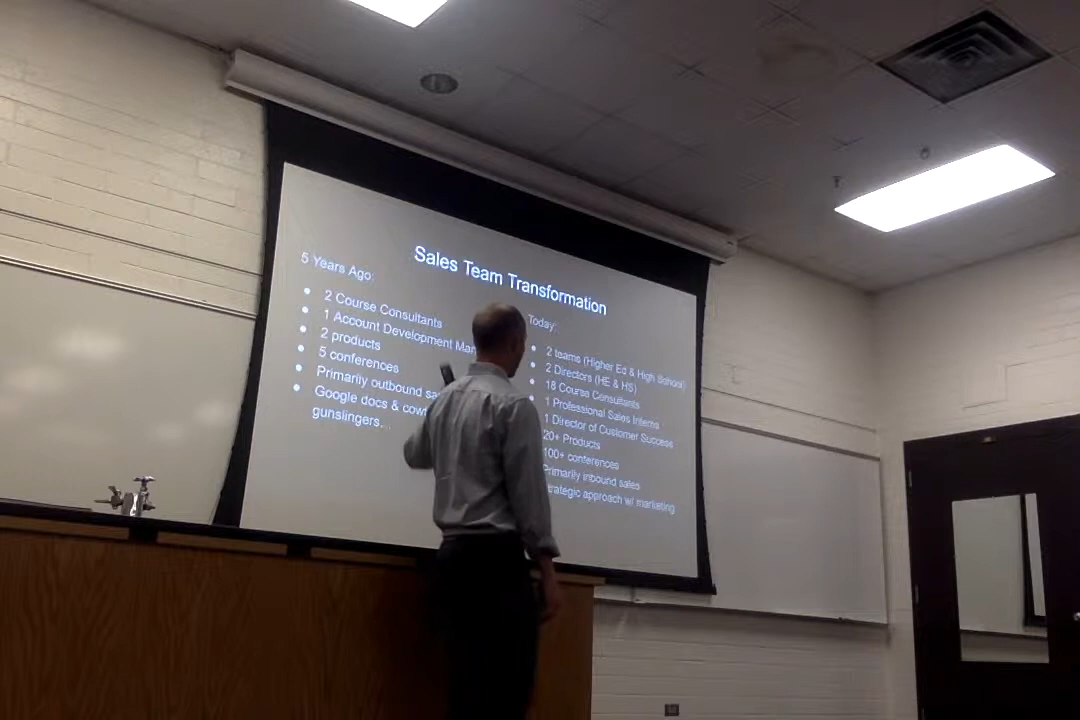 Sales Team Transformation
5 Years Ago:
2 Course Consultants
1 Account Development
2 products
5 conferences
Primarily outbound
Google docs &
gunslingers...
Today:
2 teams (Higher Ed & High School)
2 Directors (HE & HS)
18 Course Consultants
1 Professional Sales Interns
1 Director of Customer Success
20+ Products
100+ conferences
Primarily inbound sales
approach w/ marketing